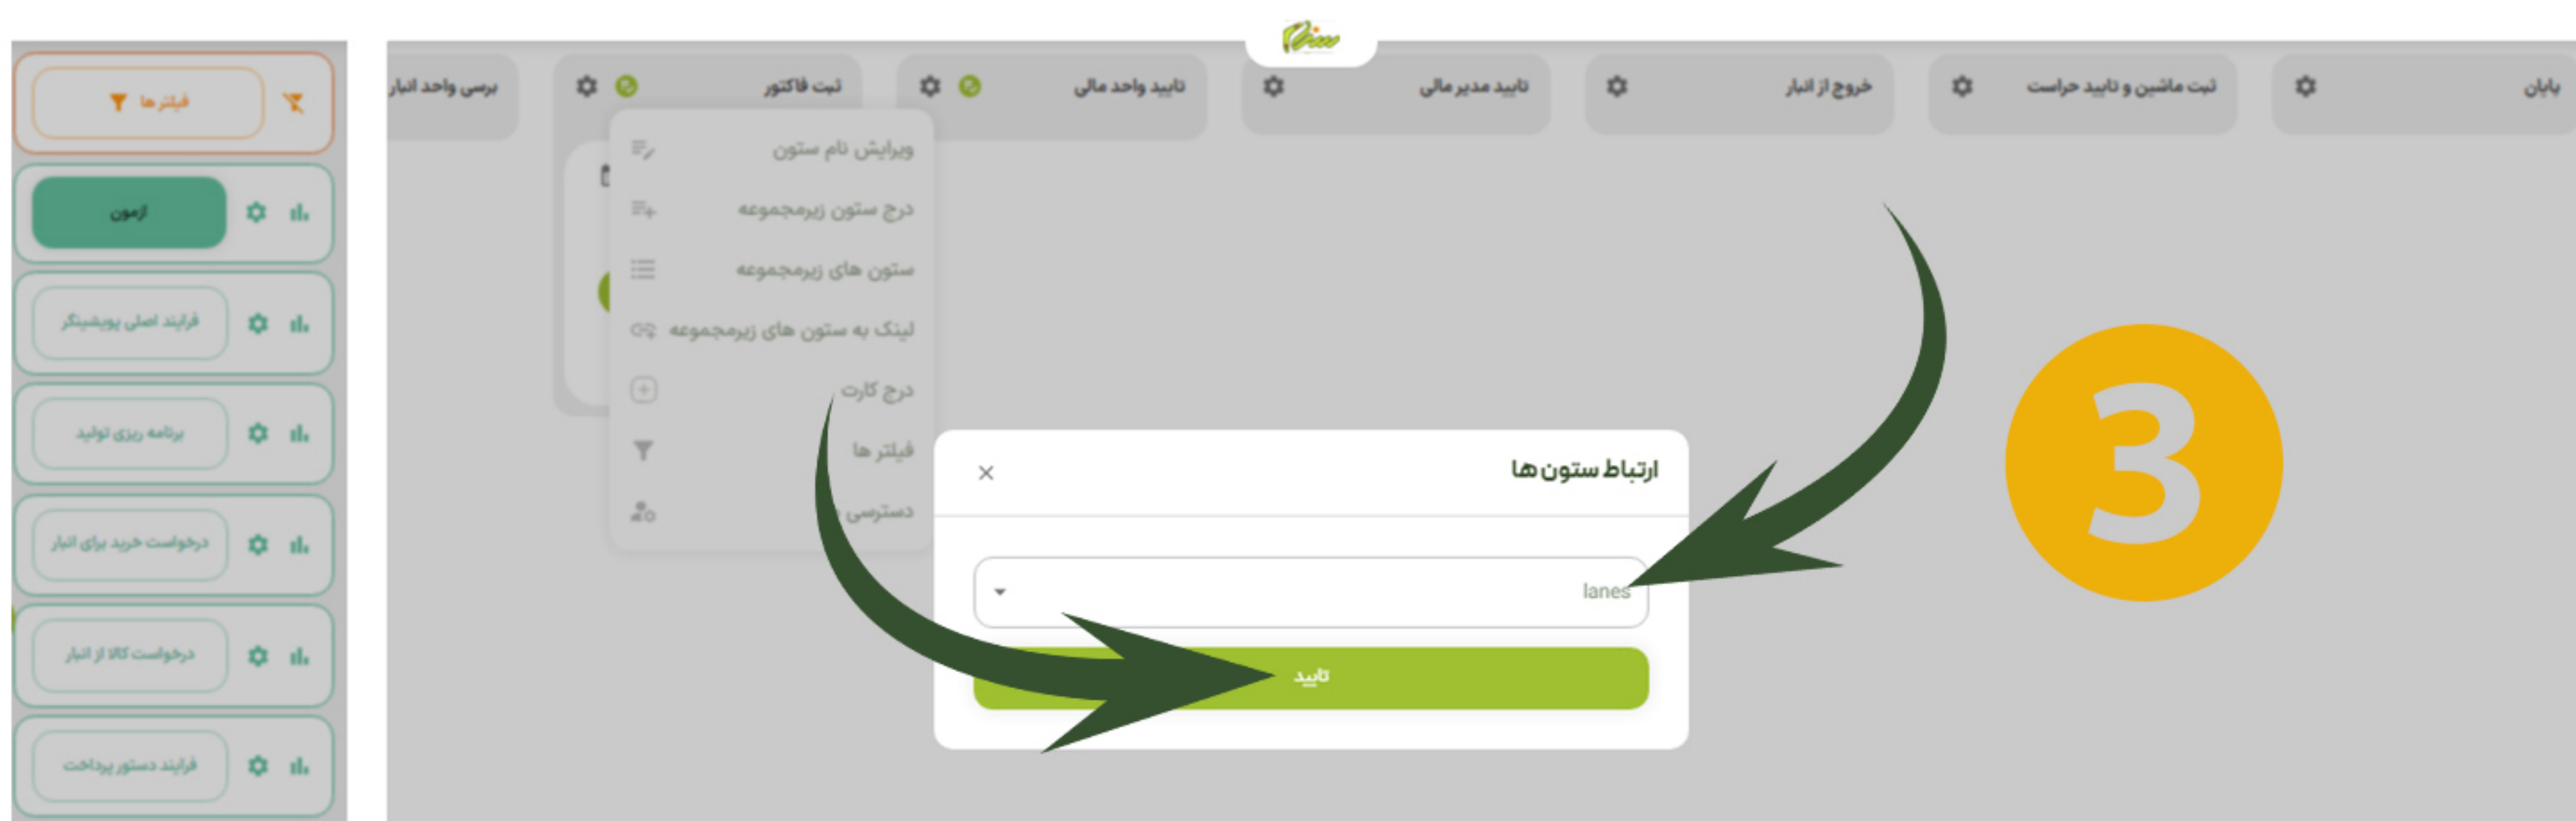 پایان
ثبت ماشین و تایید حراست
خروج از انبار
تایید مدیر مالی
تایید واحد مالی
ثبت فاکتور
برسی واحد انبار
ویرایش نام ستون
درج ستون زیرمجموعه
ستون های زیرمجموعه
لینک به ستون های زیرمجموعه
درج کارت
فیلتر ها
دسترسی
ارتباط ستون ها
lanes
تایید
3
فیلتر ها
ازمون
فرایند اصلی پویشینگر
برنامه ریزی تولید
درخواست خرید برای انبار
درخواست کالا از انبار
فرایند دستور پرداخت